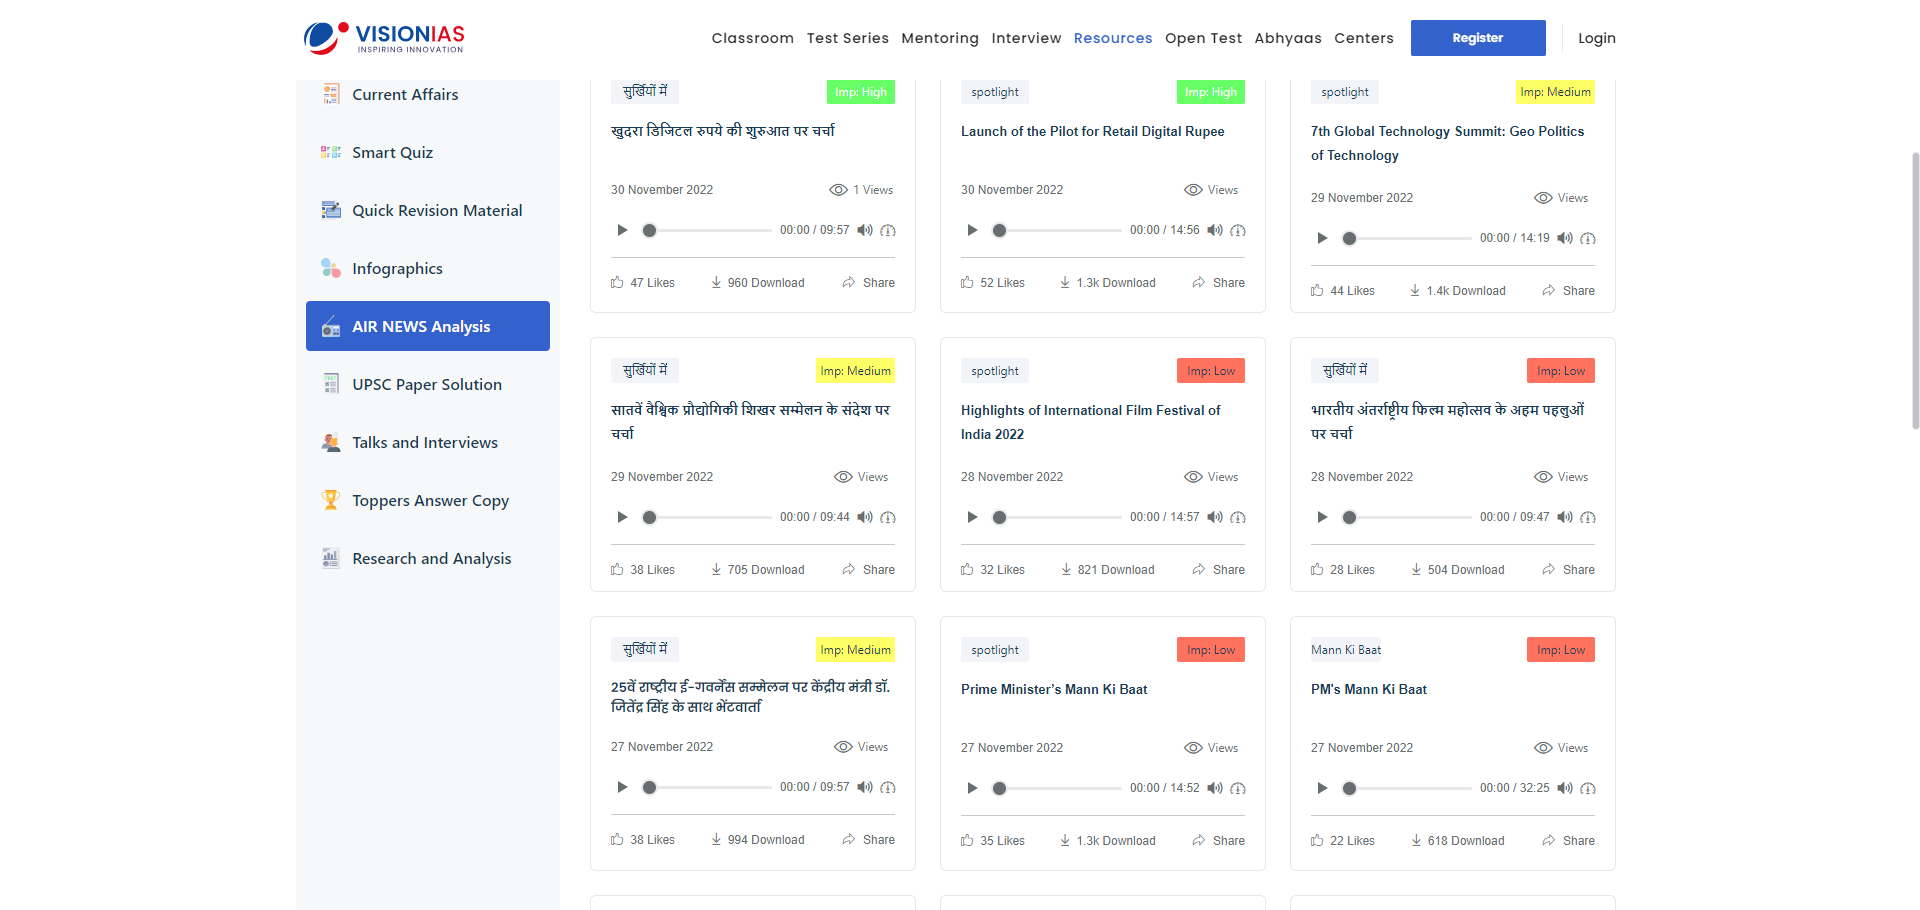 VISIONIAS
INSPIRING INNOVATION
Classroom Test Series Mentoring Interview Resources Open Test Abhyaas Centers Register Login
Current Affairs
Smart Quiz
Quick Revision Material
Infographics
AIR NEWS Analysis
UPSC Paper Solution
Talks and Interviews
Toppers Answer Copy
Research and Analysis
सुर्खियों में Imp: High
खुदरा डिजिटल रुपये की शुरुआत पर चर्चा
30 November 2022 1 Views
00:00 / 09:57
47 Likes 960 Download Share
spotlight Imp: High
Launch of the Pilot for Retail Digital Rupee
30 November 2022 Views
00:00 / 14:56
52 Likes 1.3k Download Share
spotlight Imp: Medium
7th Global Technology Summit: Geo Politics
of Technology
29 November 2022 Views
00:00 / 14:19
44 Likes 1.4k Download Share
सुर्खियों में Imp: Medium
सातवें वैश्विक प्रौद्योगिकी शिखर सम्मेलन के संदेश पर
चर्चा
29 November 2022 Views
00:00 / 09:44
38 Likes 705 Download Share
spotlight Imp: Low
Highlights of International Film Festival of
India 2022
28 November 2022 Views
00:00 / 14:57
32 Likes 821 Download Share
सुर्खियों में Imp: Low
भारतीय अंतर्राष्ट्रीय फिल्म महोत्सव के अहम पहलुओं
पर चर्चा
28 November 2022 Views
00:00 / 09:47
28 Likes 504 Download Share
सुर्खियों में Imp: Medium
25वें राष्ट्रीय ई-गवर्नेंस सम्मेलन पर केंद्रीय मंत्री डॉ.
जितेंद्र सिंह के साथ भेंटवार्ता
27 November 2022 Views
00:00 / 09:57
38 Likes 994 Download Share
spotlight Imp: Low
Prime Minister’s Mann Ki Baat
27 November 2022 Views
00:00 / 14:52
35 Likes 1.3k Download Share
Mann Ki Baat Imp: Low
PM's Mann Ki Baat
27 November 2022 Views
00:00 / 32:25
22 Likes 618 Download Share